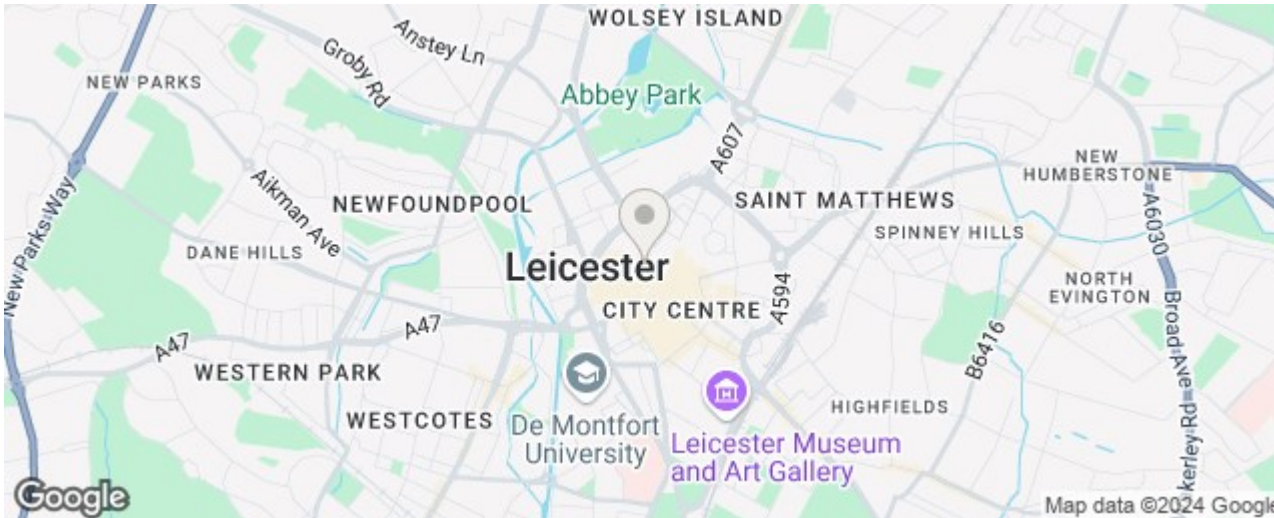 WOLSEY ISLAND
Anstey Ln
Groby Rd
NEW PARKS
Abbey Park
A607
NEW
HUMBERSTONE
Aikman Ave
NEWFOUNDPOOL
SAINT MATTHEWS
SPINNEY HILLS
A6030
New Parks Way
DANE HILLS
Leicester
CITY CENTRE
A594
NORTH
EVINGTON
Broad Ave
A47
A47
B6416
WESTERN PARK
WESTCOTES
De Montfort
University
HIGHFIELDS
Leicester Museum
and Art Gallery
Google
Map data ©2024 Google